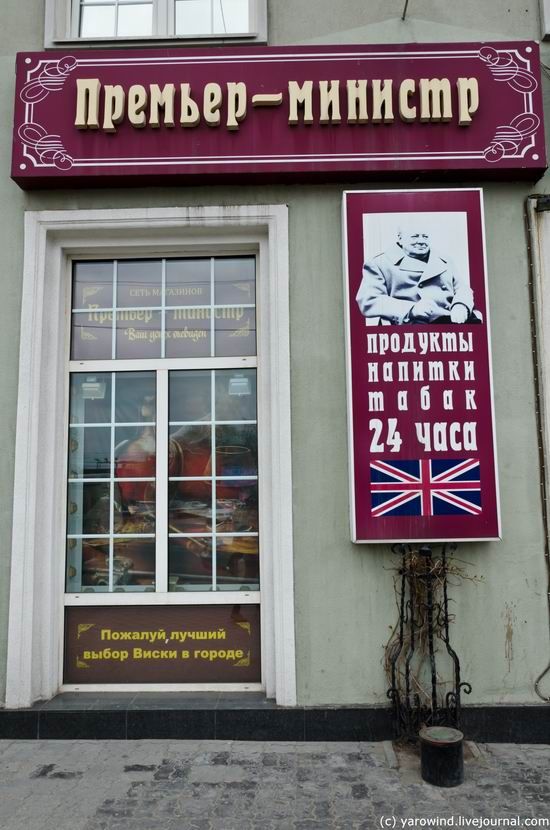 Премьер-министр
СЕТЬ МАГАЗИНОВ
Премьер-Министр
Ваш успех очевиден
ПРОДУКТЫ
НАПИТКИ
ТАБАК
24 ЧАСА
Пожалуй, лучший
выбор Виски в городе
(c) yarowind.livejournal.com